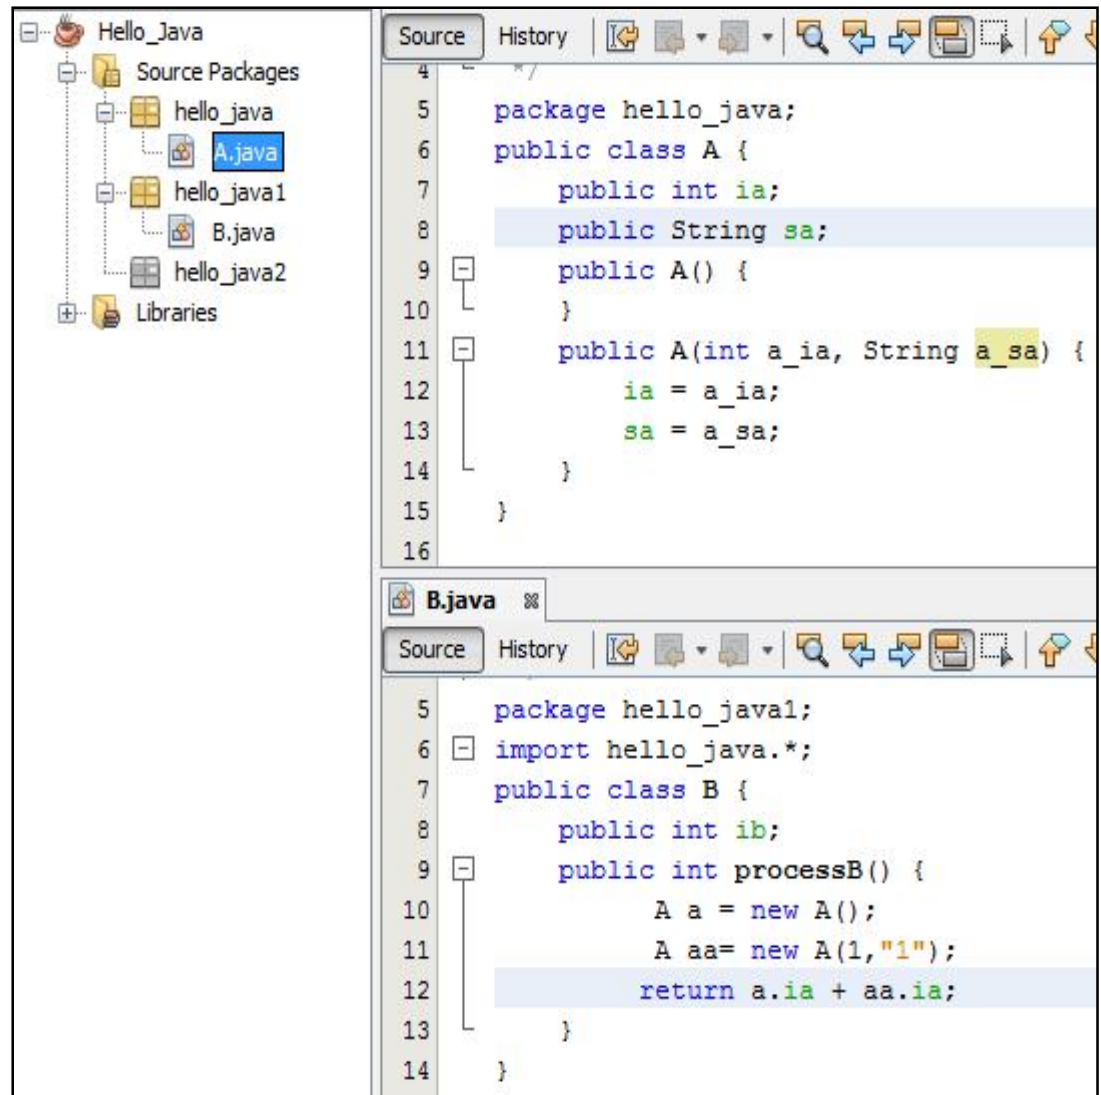 Hello_Java
Source Packages
hello_java
A.java
hello_java1
B.java
hello_java2
Libraries
Source History
4 */
5 package hello_java;
6 public class A {
7 public int ia;
8 public String sa;
9 public A() {
10 }
11 public A(int a_ia, String a_sa) {
12 ia = a_ia;
13 sa = a_sa;
14 }
15 }
16
B.java
Source History
5 package hello_java1;
6 import hello_java.*;
7 public class B {
8 public int ib;
9 public int processB() {
10 A a = new A();
11 A aa= new A(1,"1");
12 return a.ia + aa.ia;
13 }
14 }